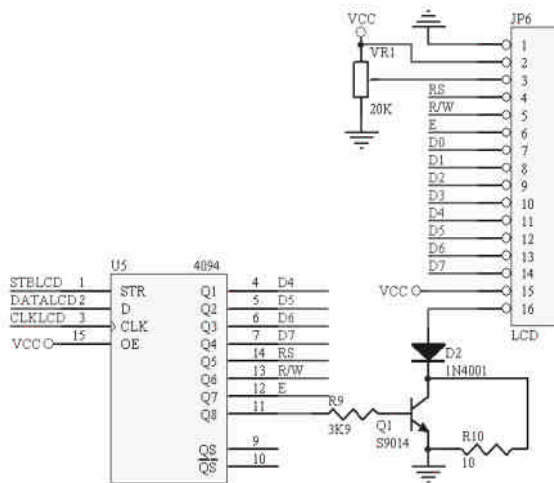 VCC
JP6
VR1
1
2
3
20K
RS
4
R/W
5
E
6
D0
7
D1
8
D2
9
D3
10
D4
11
D5
12
D6
13
D7
14
VCC
15
16
LCD
U5
4094
STBLCD 1 STR Q1 4 D4
DATALCD 2 D Q2 5 D5
CLKLCD 3 CLK Q3 6 D6
VCC 15 OE Q4 7 D7
Q5 14 RS
Q6 13 R/W
Q7 12 E
Q8 11
QS 9
QS 10
R9
3K9
Q1
S9014
D2
1N4001
R10
10